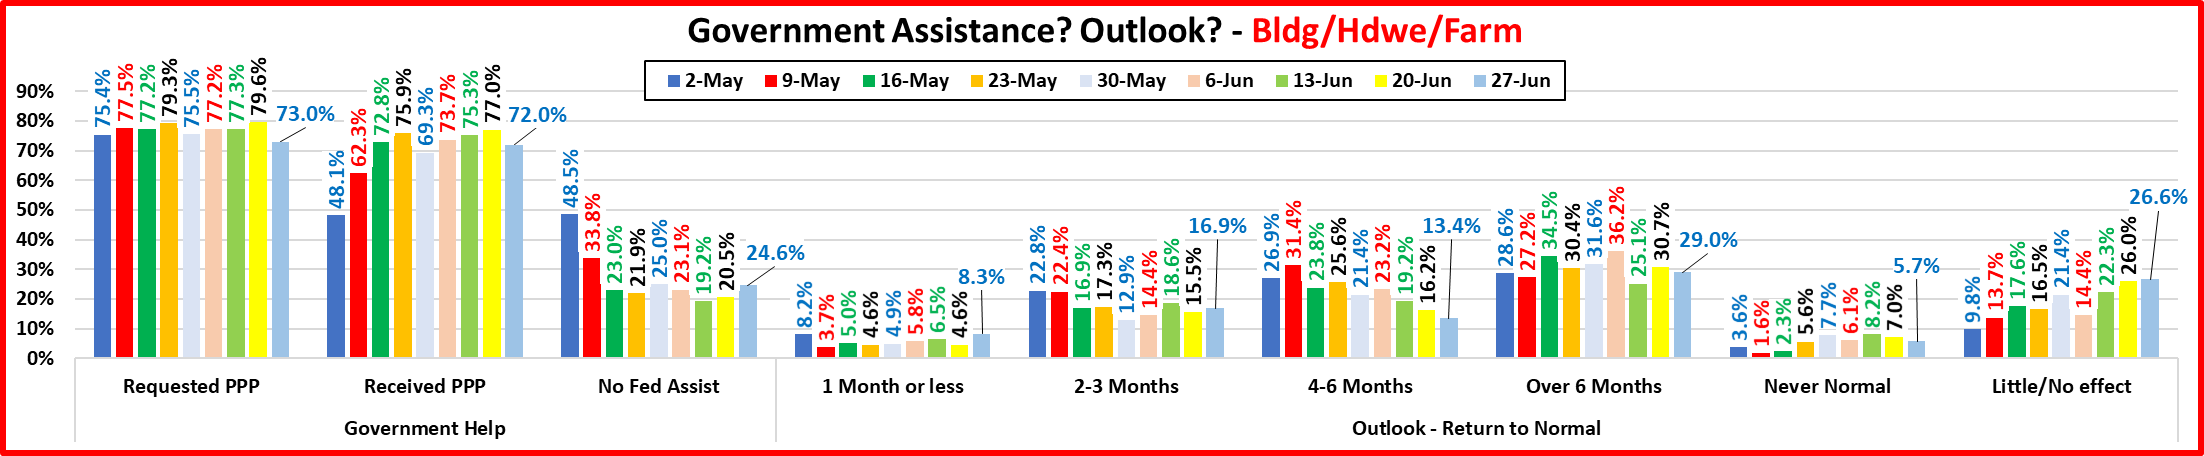 Government Assistance? Outlook? - Bldg/Hdwe/Farm
2-May 9-May 16-May 23-May 30-May 6-Jun 13-Jun 20-Jun 27-Jun
90%
80%
70%
60%
50%
40%
30%
20%
10%
0%
75.4% 77.5% 77.2% 79.3% 75.5% 77.2% 77.3% 79.6% 73.0%
48.1% 62.3% 72.8% 75.9% 69.3% 73.7% 75.3% 77.0% 72.0%
48.5% 33.8% 23.0% 21.9% 25.0% 23.1% 19.2% 20.5% 24.6%
8.2% 3.7% 5.0% 4.6% 4.9% 5.8% 6.5% 4.6% 8.3%
22.8% 22.4% 16.9% 17.3% 12.9% 14.4% 18.6% 15.5% 16.9%
26.9% 31.4% 23.8% 25.6% 21.4% 23.2% 19.2% 16.2% 13.4%
28.6% 27.2% 34.5% 30.4% 31.6% 36.2% 25.1% 30.7% 29.0%
3.6% 1.6% 2.3% 5.6% 7.7% 6.1% 8.2% 7.0% 5.7%
9.8% 13.7% 17.6% 16.5% 21.4% 14.4% 22.3% 26.0% 26.6%
Requested PPP Received PPP No Fed Assist 1 Month or less 2-3 Months 4-6 Months Over 6 Months Never Normal Little/No effect
Government Help Outlook - Return to Normal